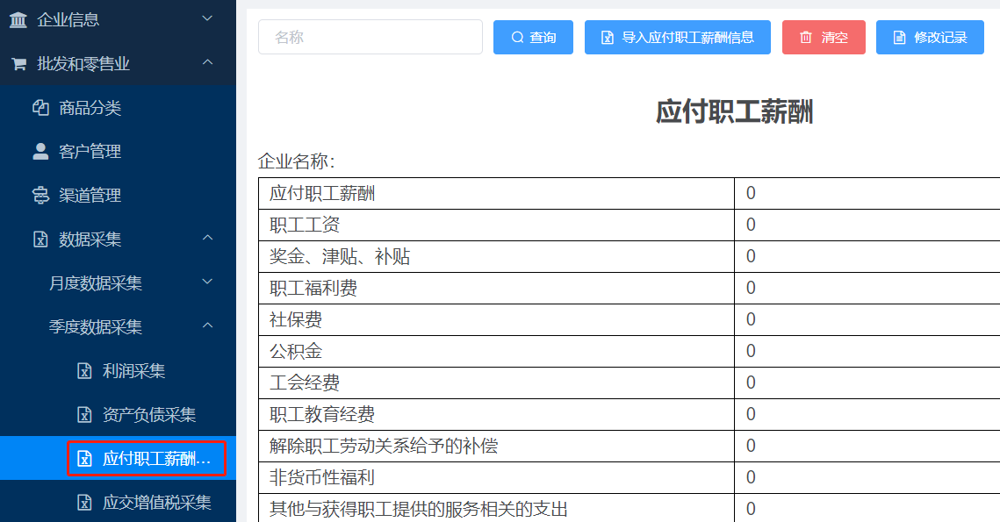 企业信息
批发和零售业
商品分类
客户管理
渠道管理
数据采集
月度数据采集
季度数据采集
利润采集
资产负债采集
应付职工薪酬...
应交增值税采集
名称 查询 导入应付职工薪酬信息 清空 修改记录
应付职工薪酬
企业名称：
应付职工薪酬 0
职工工资 0
奖金、津贴、补贴 0
职工福利费 0
社保费 0
公积金 0
工会经费 0
职工教育经费 0
解除职工劳动关系给予的补偿 0
非货币性福利 0
其他与获得职工提供的服务相关的支出 0